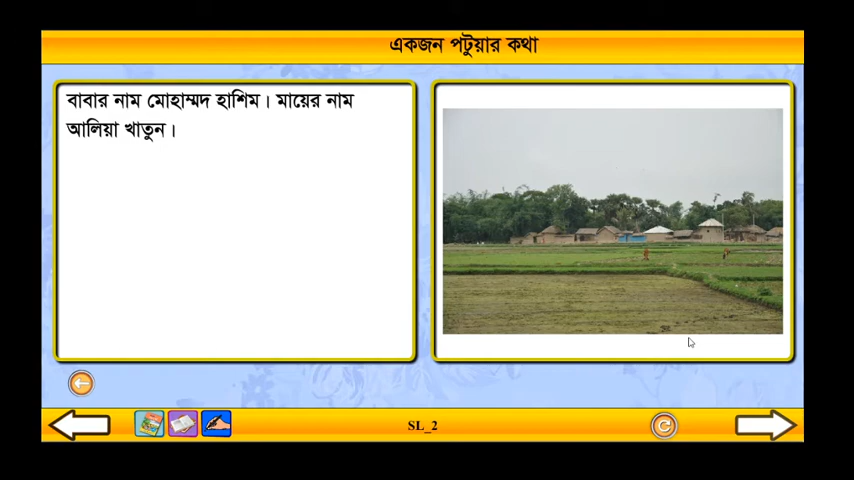 একজন পটুয়ার কথা
বাবার নাম মোহাম্মদ হাশিম। মায়ের নাম
আলিয়া খাতুন।
SL_2